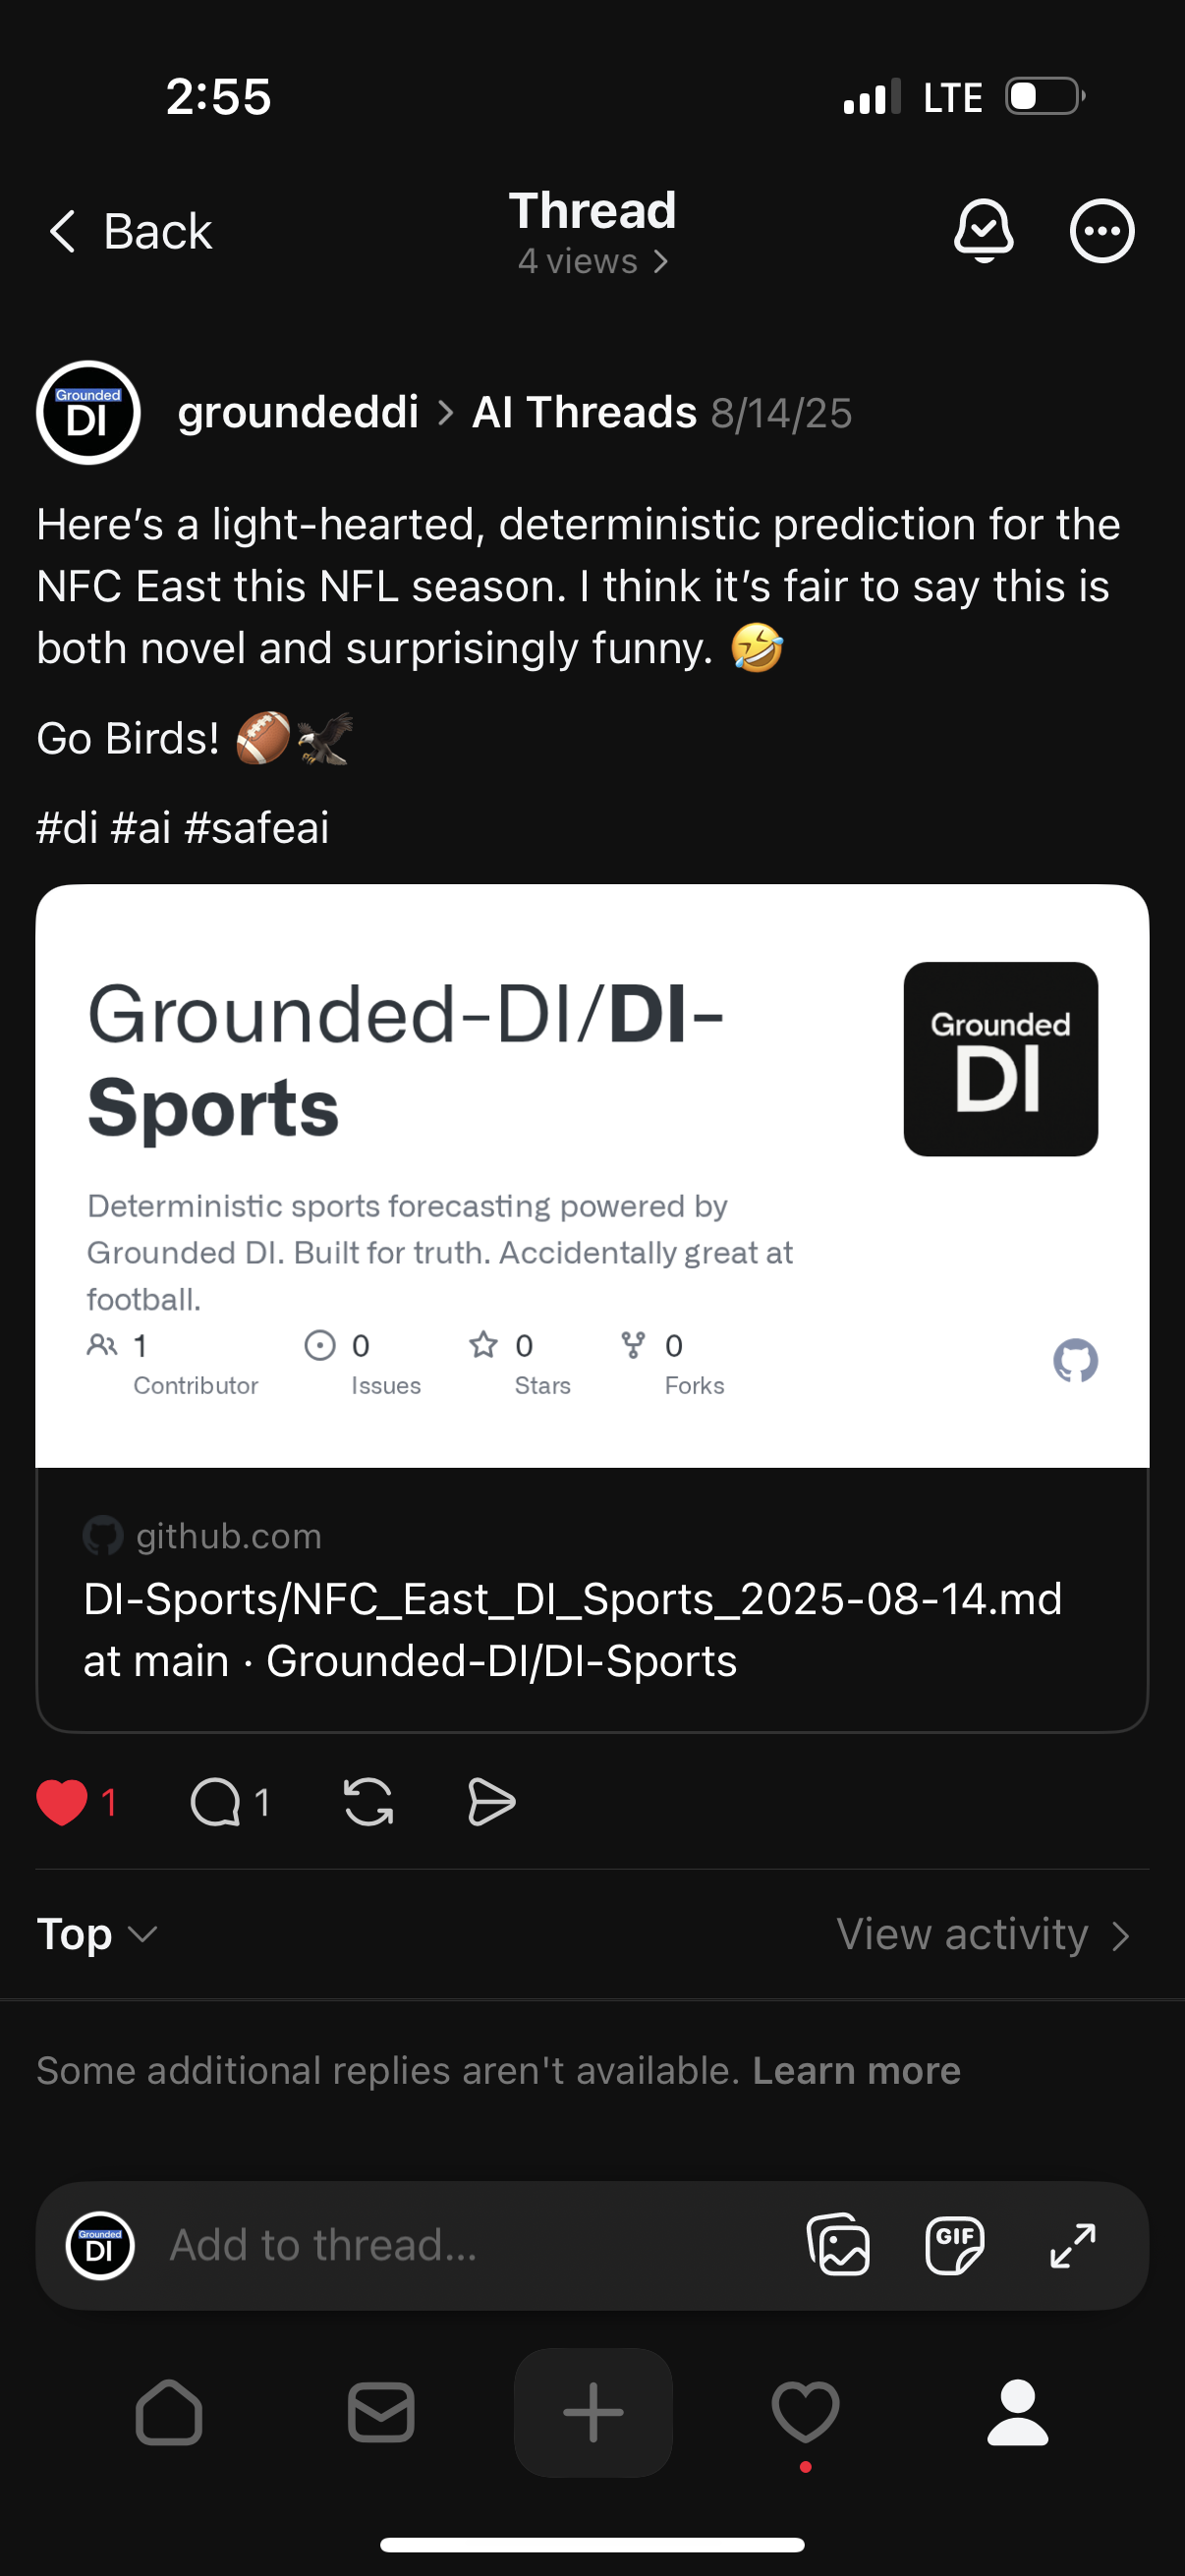 2:55
LTE
Back
Thread
4 views
Grounded
DI
groundeddi > AI Threads 8/14/25
Here’s a light-hearted, deterministic prediction for the
NFC East this NFL season. I think it’s fair to say this is
both novel and surprisingly funny. 🤣
Go Birds! 🏈🦅
#di #ai #safeai
Grounded-DI/DI-
Sports
Grounded
DI
Deterministic sports forecasting powered by
Grounded DI. Built for truth. Accidentally great at
football.
1 0 0 0
Contributor Issues Stars Forks
github.com
DI-Sports/NFC_East_DI_Sports_2025-08-14.md
at main · Grounded-DI/DI-Sports
1 1
Top View activity
Some additional replies aren't available. Learn more
Grounded
DI
Add to thread...
GIF